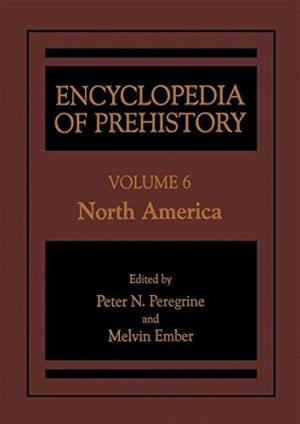 ENCYCLOPEDIA
OF PREHISTORY
VOLUME 6
North America
Edited by
Peter N. Peregrine
and
Melvin Ember